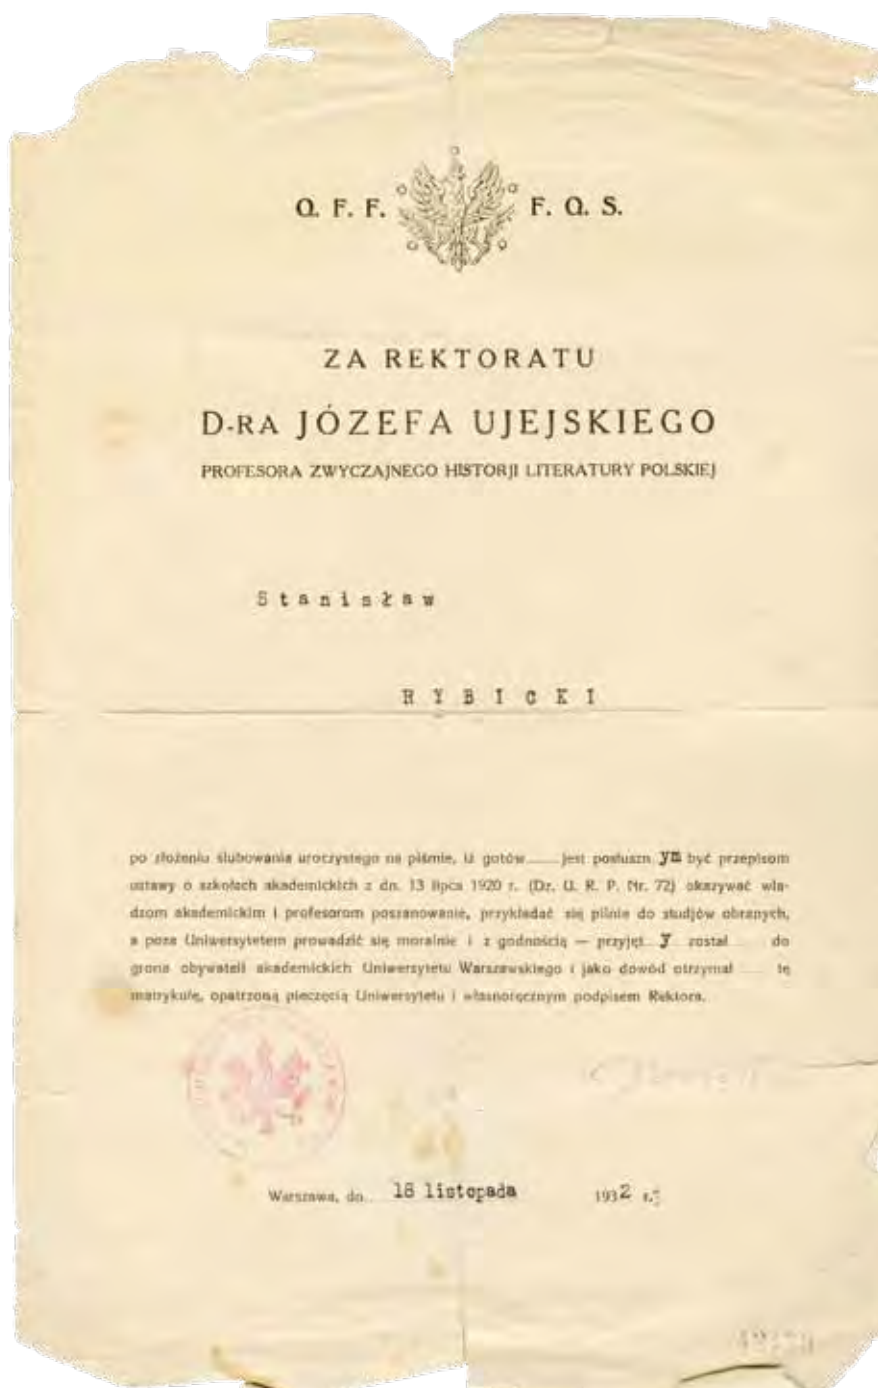 Q. F. F. F. Q. S.
ZA REKTORATU
D-RA JÓZEFA UJEJSKIEGO
PROFESORA ZWYCZAJNEGO HISTORJI LITERATURY POLSKIEJ
Stanisław
RYBICKI
po złożeniu ślubowania uroczystego na piśmie, iż gotów jest posłusznym być przepisom
ustawy o szkołach akademickich z dn. 13 lipca 1920 r. (Dz. U. R. P. Nr. 72) okazywać wła-
dzom akademickim i profesorom poszanowanie, przykładać się pilnie do studjów obranych,
a poza Uniwersytetem prowadzić się moralnie i z godnością — przyjęty został do
grona obywateli akademickich Uniwersytetu Warszawskiego i jako dowód otrzymał tę
matrykułę, opatrzoną pieczęcią Uniwersytetu i własnoręcznym podpisem Rektora.
Warszawa, dn. 18 listopada 1932 r.